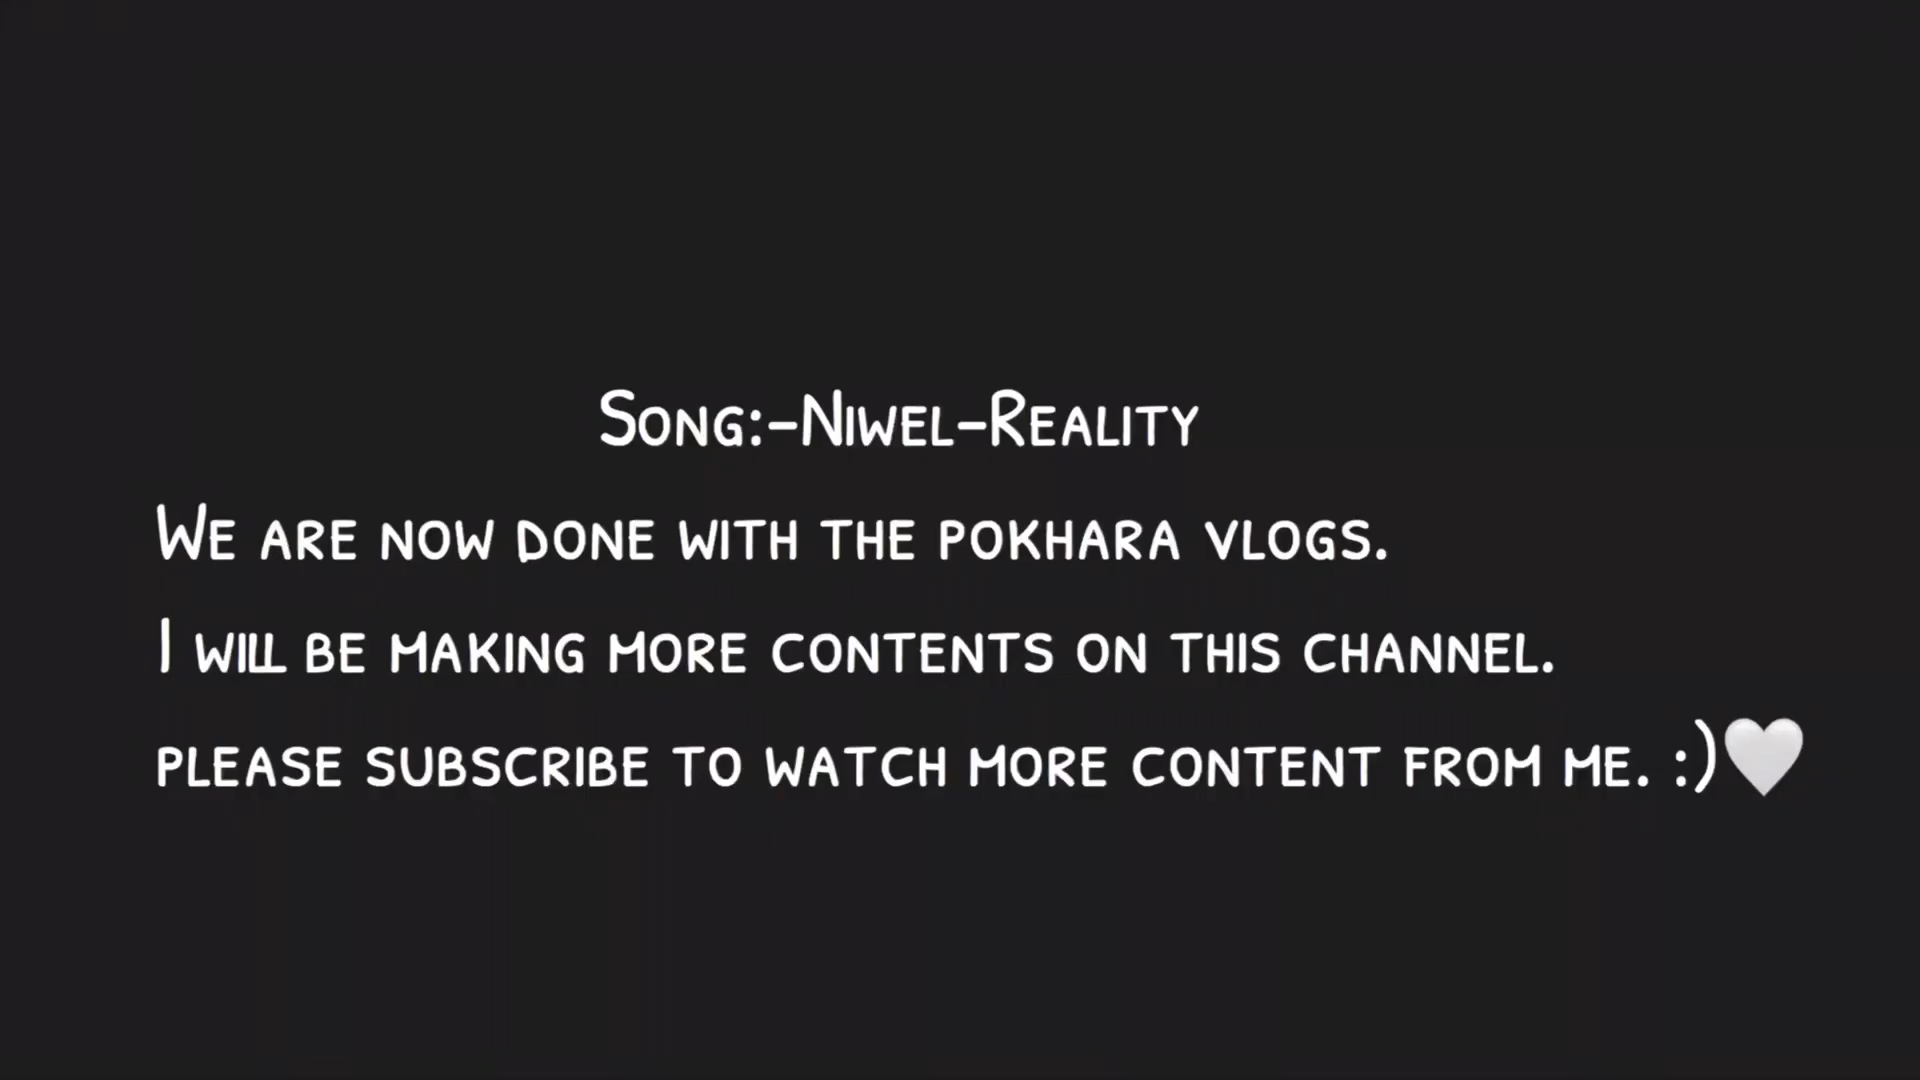 Song:-Niwel-Reality
We are now done with the pokhara vlogs.
I will be making more contents on this channel.
please subscribe to watch more content from me. :)🤍